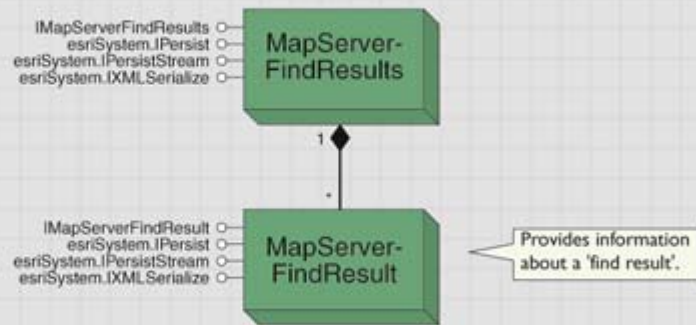 IMapServerFindResults
esriSystem.IPersist
esriSystem.IPersistStream
esriSystem.IXMLSerialize
MapServer-
FindResults
1
*
IMapServerFindResult
esriSystem.IPersist
esriSystem.IPersistStream
esriSystem.IXMLSerialize
MapServer-
FindResult
Provides information
about a 'find result'.